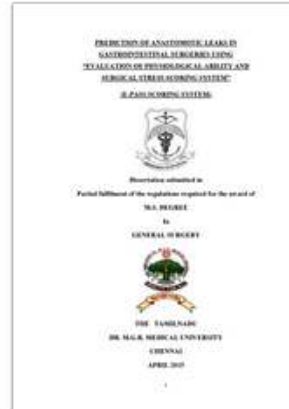 PREDICTION OF ANASTOMOTIC LEAKS IN
GASTROINTESTINAL SURGERIES USING
"EVALUATION OF PHYSIOLOGICAL ABILITY AND
SURGICAL STRESS SCORING SYSTEM"
(E-PASS SCORING SYSTEM)
Dissertation submitted in
Partial fulfilment of the regulations required for the award of
M.S. DEGREE
In
GENERAL SURGERY
THE TAMILNADU
DR. M.G.R. MEDICAL UNIVERSITY
CHENNAI
APRIL 2015